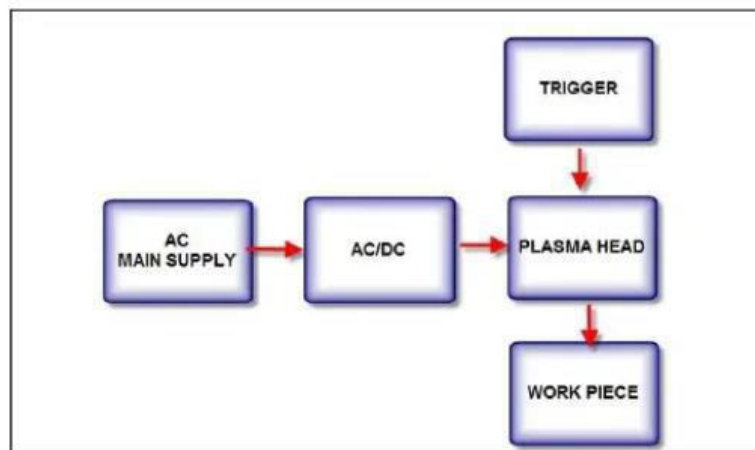 TRIGGER
AC
MAIN SUPPLY
AC/DC
PLASMA HEAD
WORK PIECE